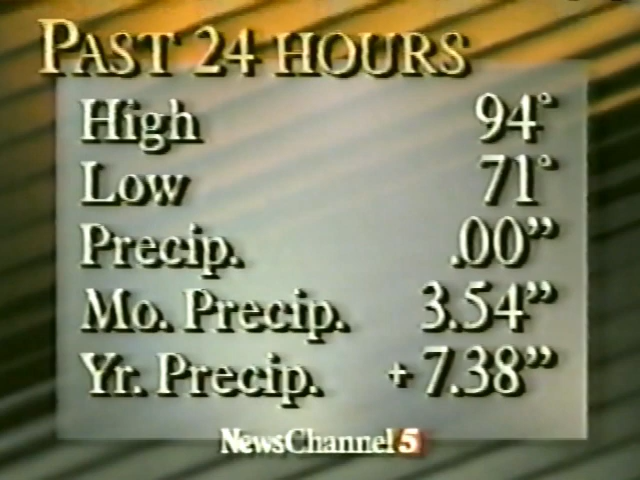 PAST 24 HOURS
High 94°
Low 71°
Precip. .00”
Mo. Precip. 3.54”
Yr. Precip. + 7.38”
NewsChannel 5